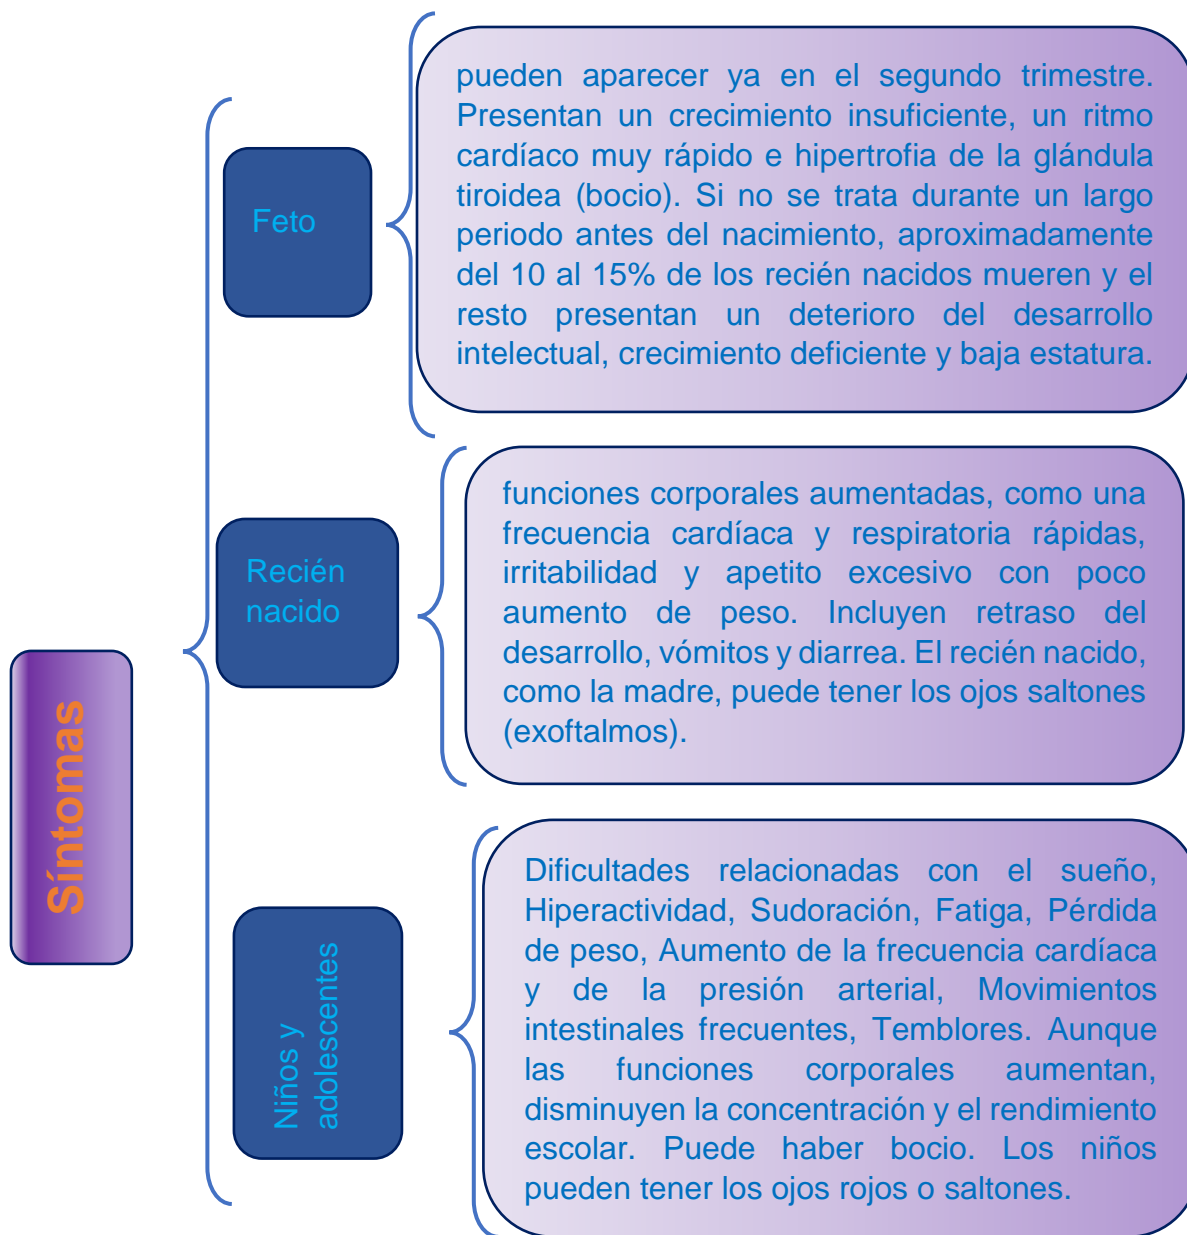 Síntomas
Feto
pueden aparecer ya en el segundo trimestre.
Presentan un crecimiento insuficiente, un ritmo
cardíaco muy rápido e hipertrofia de la glándula
tiroidea (bocio). Si no se trata durante un largo
periodo antes del nacimiento, aproximadamente
del 10 al 15% de los recién nacidos mueren y el
resto presentan un deterioro del desarrollo
intelectual, crecimiento deficiente y baja estatura.
Recién
nacido
funciones corporales aumentadas, como una
frecuencia cardíaca y respiratoria rápidas,
irritabilidad y apetito excesivo con poco
aumento de peso. Incluyen retraso del
desarrollo, vómitos y diarrea. El recién nacido,
como la madre, puede tener los ojos saltones
(exoftalmos).
Niños y
adolescentes
Dificultades relacionadas con el sueño,
Hiperactividad, Sudoración, Fatiga, Pérdida
de peso, Aumento de la frecuencia cardíaca
y de la presión arterial, Movimientos
intestinales frecuentes, Temblores. Aunque
las funciones corporales aumentan,
disminuyen la concentración y el rendimiento
escolar. Puede haber bocio. Los niños
pueden tener los ojos rojos o saltones.